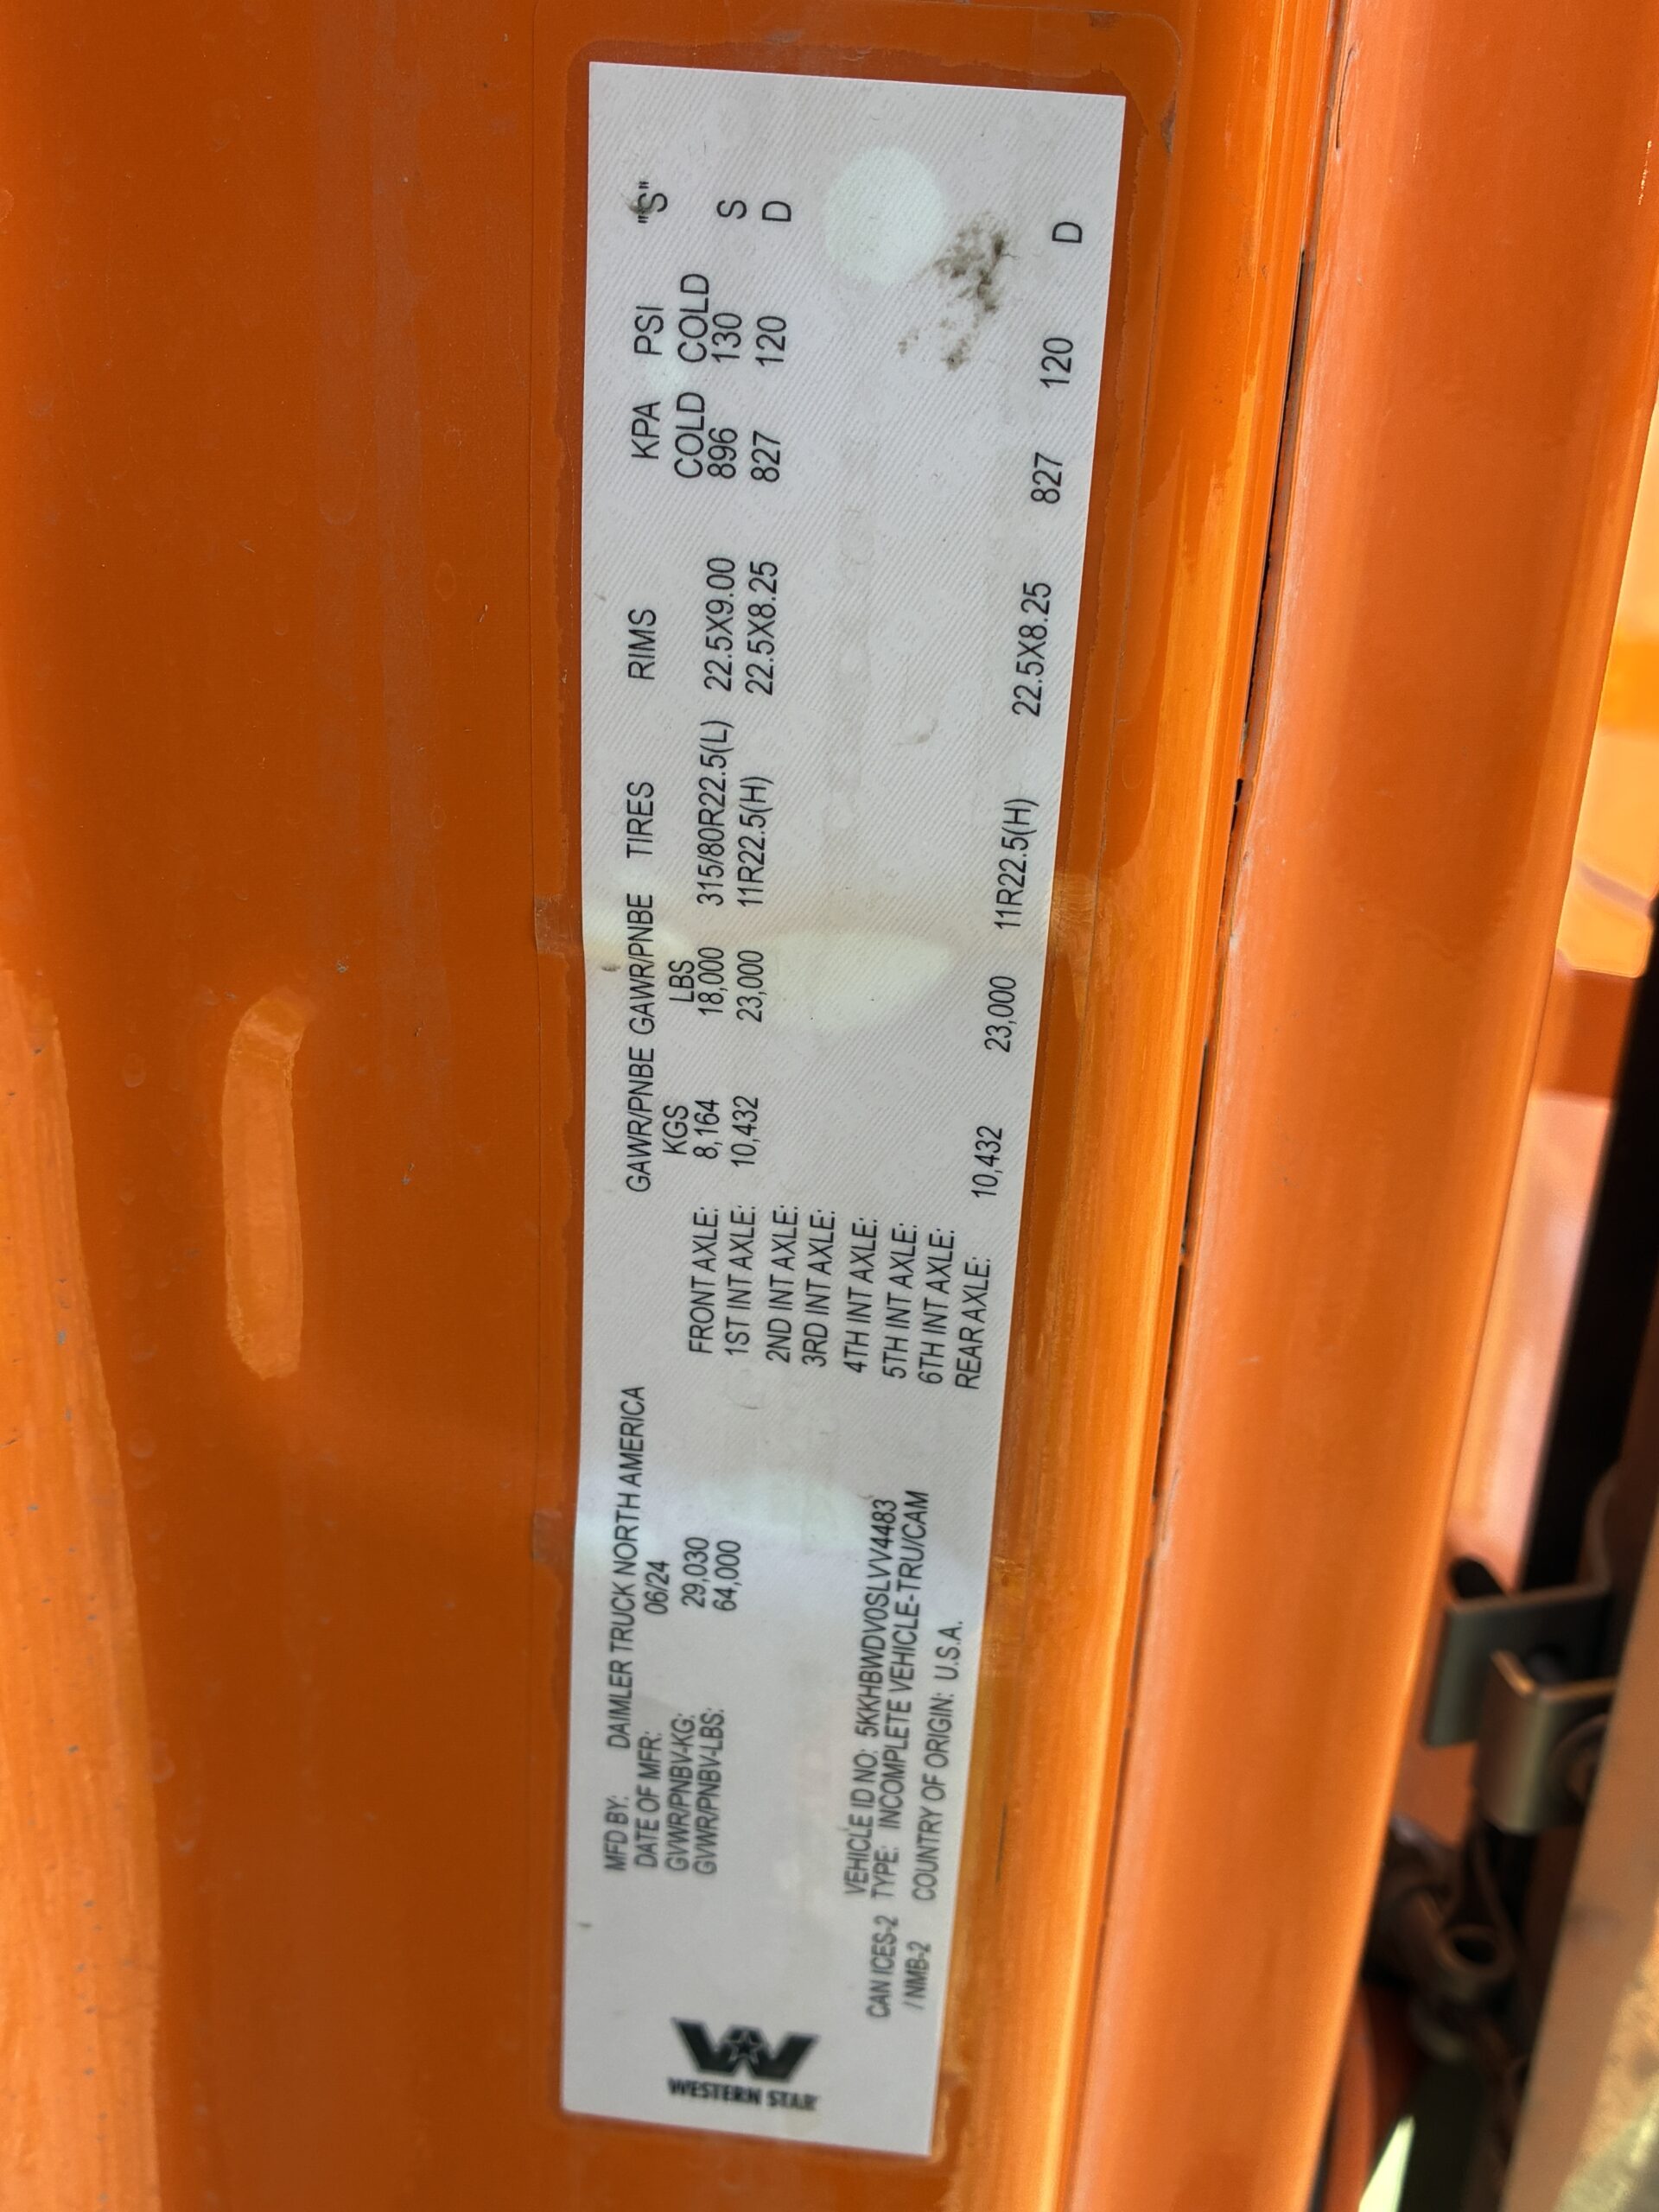 MFD BY: DAIMLER TRUCK NORTH AMERICA
DATE OF MFR: 06/24
GVWR/PNBV-KG: 29,030
GVWR/PNBV-LBS: 64,000
GAWR/PNBE GAWR/PNBE TIRES RIMS KPA PSI "S"
KGS LBS COLD COLD
FRONT AXLE: 8,164 18,000 315/80R22.5(L) 22.5X9.00 896 130 S
1ST INT AXLE: 10,432 23,000 11R22.5(H) 22.5X8.25 827 120 D
2ND INT AXLE:
3RD INT AXLE:
4TH INT AXLE:
5TH INT AXLE:
6TH INT AXLE:
REAR AXLE: 10,432 23,000 11R22.5(H) 22.5X8.25 827 120 D
WESTERN STAR
VEHICLE ID NO: 5KKHBWDV0SLVV4483
CAN ICES-2 TYPE: INCOMPLETE VEHICLE-TRU/CAM
/ NMB-2 COUNTRY OF ORIGIN: U.S.A.